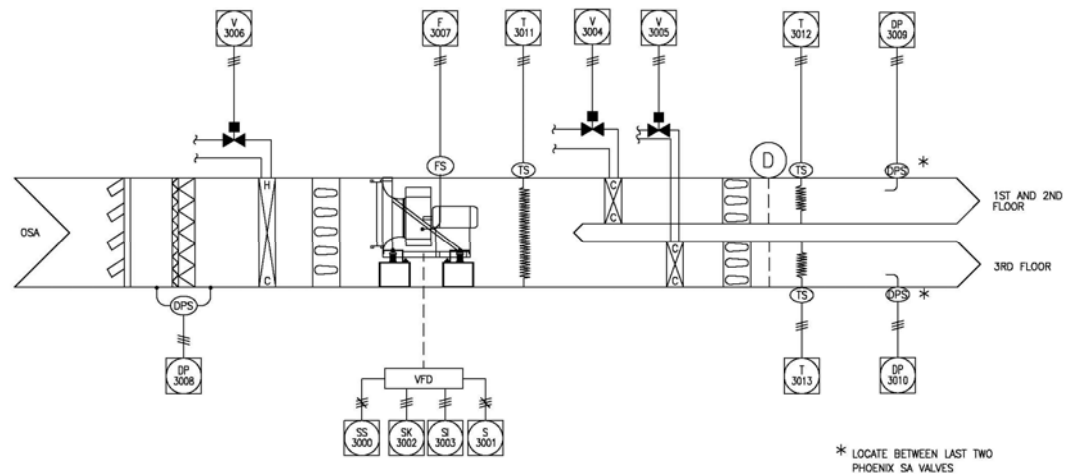 V
3006
F
3007
T
3011
V
3004
V
3005
T
3012
DP
3009
FS
TS
D
TS
DPS
*
H
C
C
C
C
C
OSA
1ST AND 2ND
FLOOR
3RD FLOOR
DPS
TS
DPS
*
DP
3008
VFD
T
3013
DP
3010
SS
3000
SK
3002
SI
3003
S
3001
* LOCATE BETWEEN LAST TWO
PHOENIX SA VALVES